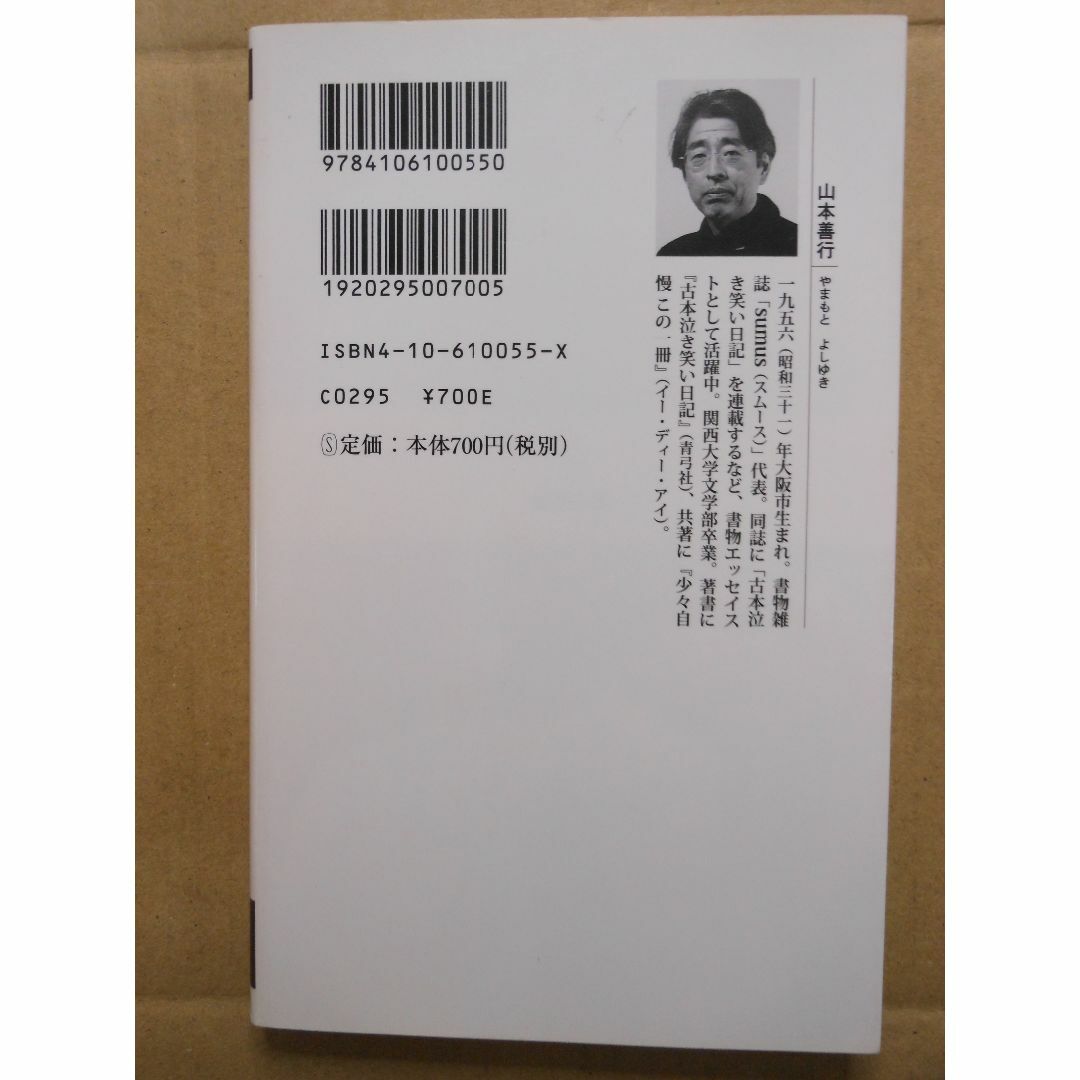 9784106100550
1920295007005
ISBN4-10-610055-X
C0295 ¥700E
Ⓢ定価：本体700円(税別)
山本善行 やまもと よしゆき
一九五六（昭和三十一）年大阪市生まれ。書物雑
誌「sumus（スムース）」代表。同誌に「古本泣
き笑い日記」を連載するなど、書物エッセイス
トとして活躍中。関西大学文学部卒業。著書に
『古本泣き笑い日記』（青弓社）、共著に『少々自
慢 この一冊』（イー・ディー・アイ）。